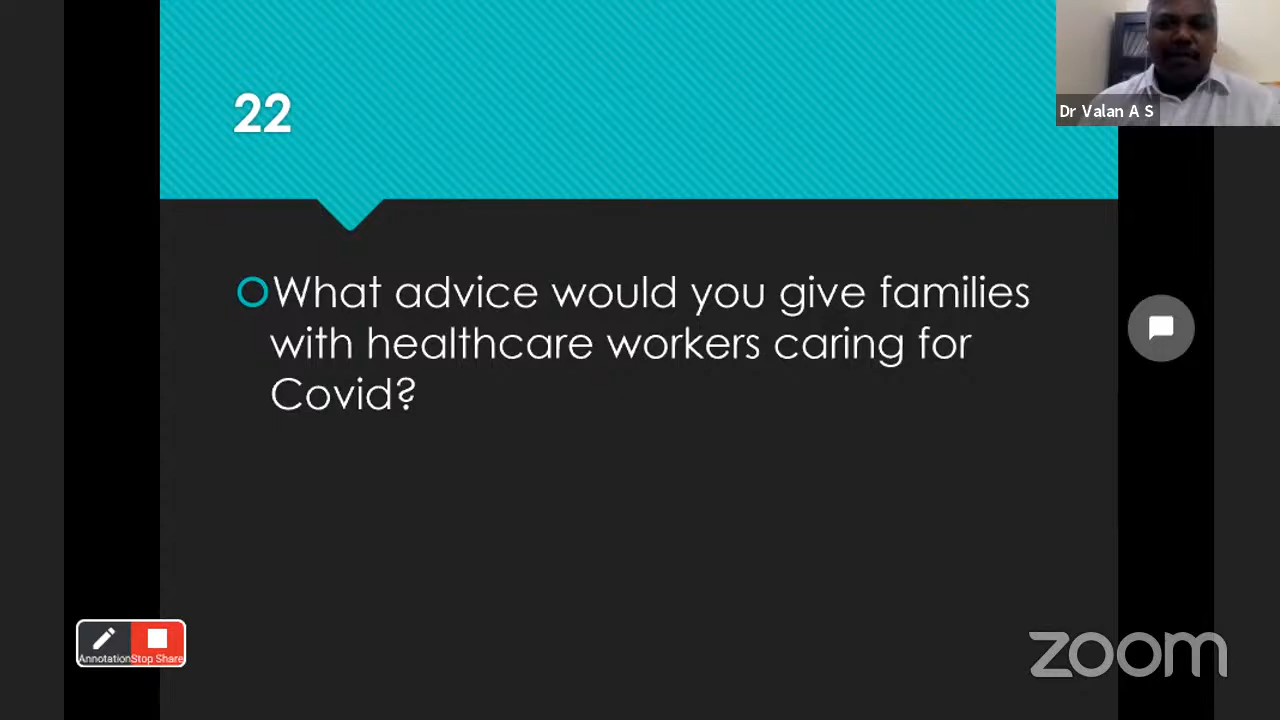 22
Dr Valan A S
What advice would you give families
with healthcare workers caring for
Covid?
Annotation Stop Share
zoom